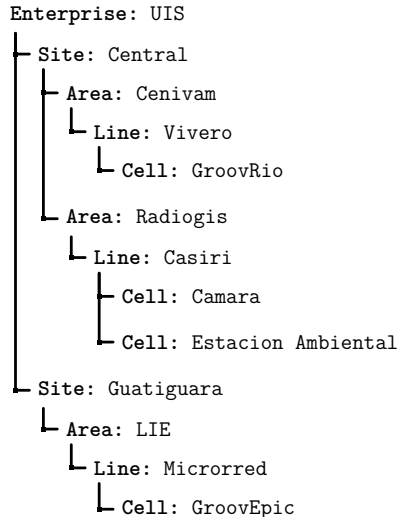 Enterprise: UIS
Site: Central
Area: Cenivam
Line: Vivero
Cell: GroovRio
Area: Radiogis
Line: Casiri
Cell: Camara
Cell: Estacion Ambiental
Site: Guatiguara
Area: LIE
Line: Microrred
Cell: GroovEpic